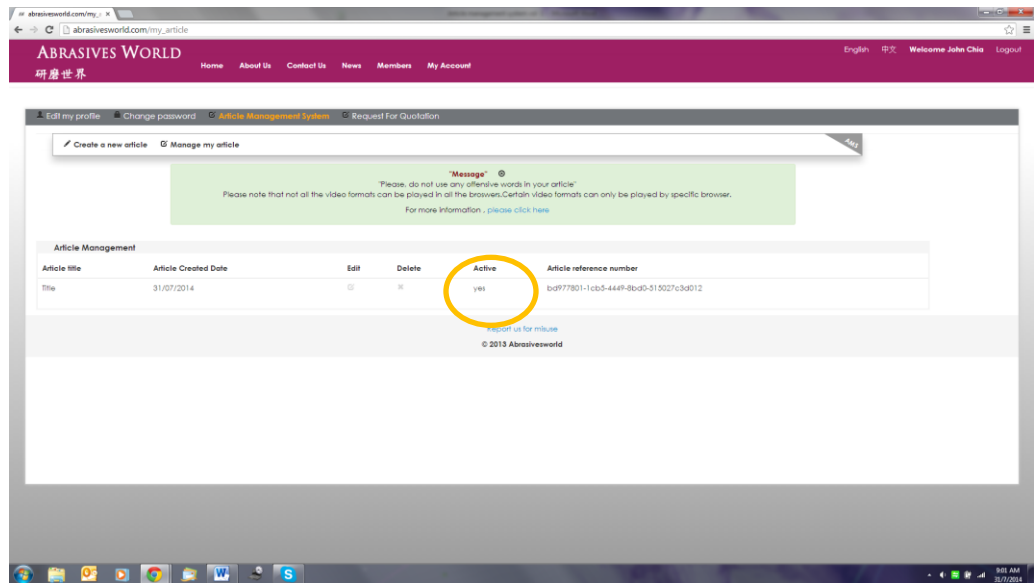 abrasivesworld.com/my_
abrasivesworld.com/my_article
ABRASIVES WORLD
研磨世界
Home About Us Contact Us News Members My Account
English 中文 Welcome John Chia Logout
Edit my profile Change password Article Management System Request For Quotation
Create a new article Manage my article
AMS
"Message"
"Please, do not use any offensive words in your article"
Please note that not all the video formats can be played in all the browsers.Certain video formats can only be played by specific browser.
For more information , please click here
Article Management
Article title Article Created Date Edit Delete Active Article reference number
Title 31/07/2014 yes bd977801-1cb5-4449-8bd0-515027c3d012
Report us for misuse
© 2013 Abrasivesworld
9:01 AM
31/7/2014